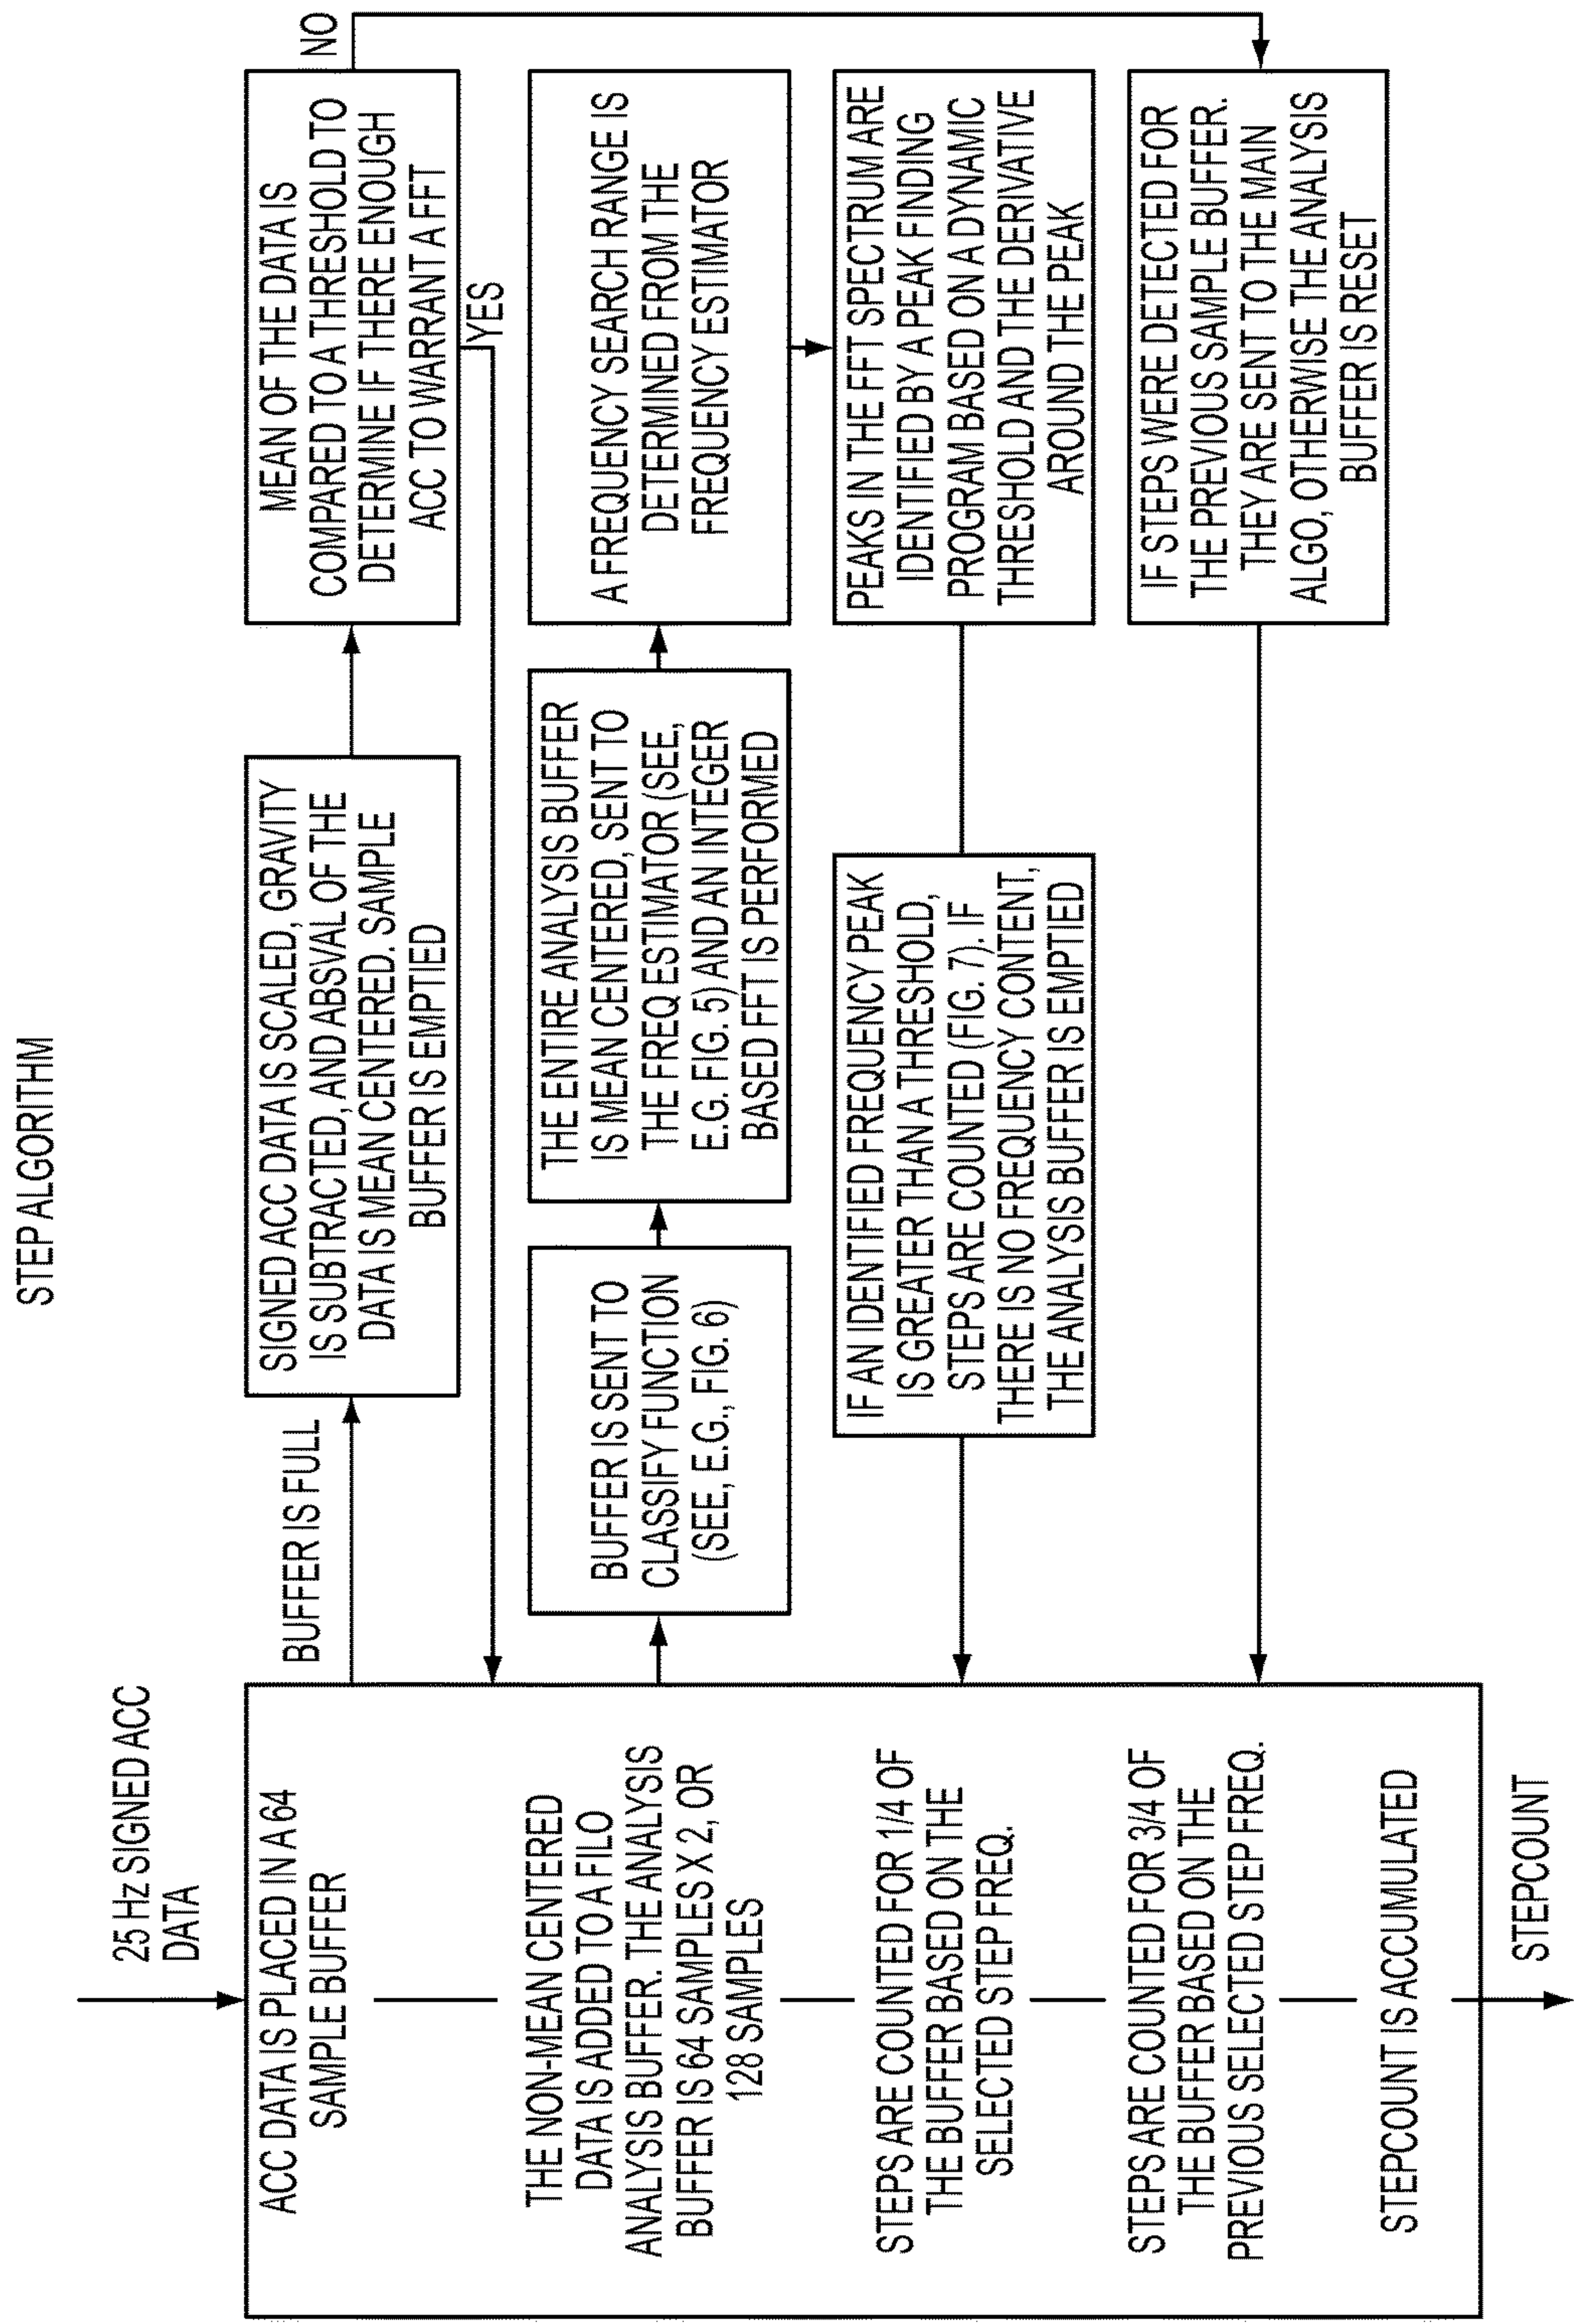 STEP ALGORITHM
25 Hz SIGNED ACC
DATA
ACC DATA IS PLACED IN A 64
SAMPLE BUFFER
THE NON-MEAN CENTERED
DATA IS ADDED TO A FILO
ANALYSIS BUFFER. THE ANALYSIS
BUFFER IS 64 SAMPLES X 2, OR
128 SAMPLES
STEPS ARE COUNTED FOR 1/4 OF
THE BUFFER BASED ON THE
SELECTED STEP FREQ.
STEPS ARE COUNTED FOR 3/4 OF
THE BUFFER BASED ON THE
PREVIOUS SELECTED STEP FREQ.
STEPCOUNT IS ACCUMULATED
STEPCOUNT
BUFFER IS FULL
SIGNED ACC DATA IS SCALED, GRAVITY
IS SUBTRACTED, AND ABSVAL OF THE
DATA IS MEAN CENTERED. SAMPLE
BUFFER IS EMPTIED
MEAN OF THE DATA IS
COMPARED TO A THRESHOLD TO
DETERMINE IF THERE ENOUGH
ACC TO WARRANT A FFT
NO
YES
BUFFER IS SENT TO
CLASSIFY FUNCTION
(SEE, E.G., FIG. 6)
THE ENTIRE ANALYSIS BUFFER
IS MEAN CENTERED, SENT TO
THE FREQ ESTIMATOR (SEE,
E.G. FIG. 5) AND AN INTEGER
BASED FFT IS PERFORMED
A FREQUENCY SEARCH RANGE IS
DETERMINED FROM THE
FREQUENCY ESTIMATOR
PEAKS IN THE FFT SPECTRUM ARE
IDENTIFIED BY A PEAK FINDING
PROGRAM BASED ON A DYNAMIC
THRESHOLD AND THE DERIVATIVE
AROUND THE PEAK
IF AN IDENTIFIED FREQUENCY PEAK
IS GREATER THAN A THRESHOLD,
STEPS ARE COUNTED (FIG. 7). IF
THERE IS NO FREQUENCY CONTENT,
THE ANALYSIS BUFFER IS EMPTIED
IF STEPS WERE DETECTED FOR
THE PREVIOUS SAMPLE BUFFER.
THEY ARE SENT TO THE MAIN
ALGO, OTHERWISE THE ANALYSIS
BUFFER IS RESET